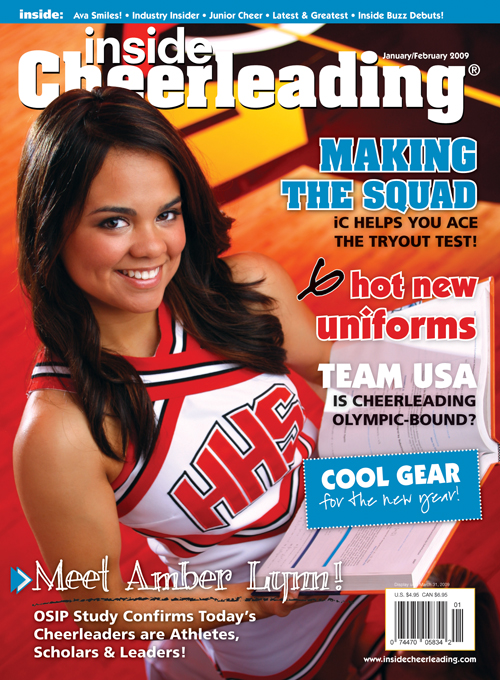 inside: Ava Smiles! • Industry Insider • Junior Cheer • Latest & Greatest • Inside Buzz Debuts!
inside
January/February 2009
Cheerleading®
MAKING
THE SQUAD
iC HELPS YOU ACE
THE TRYOUT TEST!
6 hot new
uniforms
TEAM USA
IS CHEERLEADING
OLYMPIC-BOUND?
COOL GEAR
for the new year!
HHS
Meet Amber Lynn!
OSIP Study Confirms Today's
Cheerleaders are Athletes,
Scholars & Leaders!
U.S. $4.95 CAN $6.95
01
0 74470 05834 2
www.insidecheerleading.com